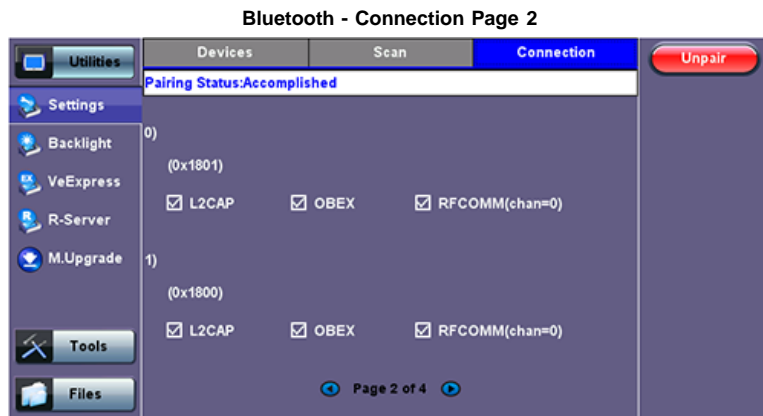 Bluetooth - Connection Page 2
Utilities
Devices
Scan
Connection
Unpair
Pairing Status:Accomplished
Settings
Backlight
VeExpress
R-Server
M.Upgrade
Tools
Files
0)
(0x1801)
L2CAP OBEX RFCOMM(chan=0)
1)
(0x1800)
L2CAP OBEX RFCOMM(chan=0)
Page 2 of 4